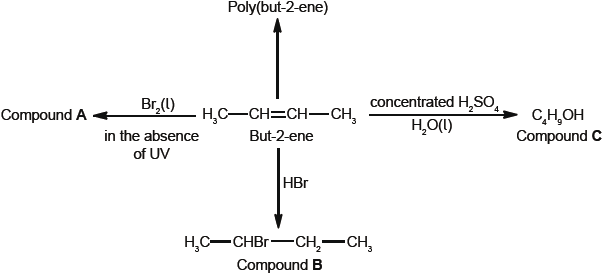 Poly(but-2-ene)
Br₂(l)
in the absence
of UV
Compound A
H₃C—CH=CH—CH₃
But-2-ene
concentrated H₂SO₄
H₂O(l)
C₄H₉OH
Compound C
HBr
H₃C—CHBr—CH₂—CH₃
Compound B